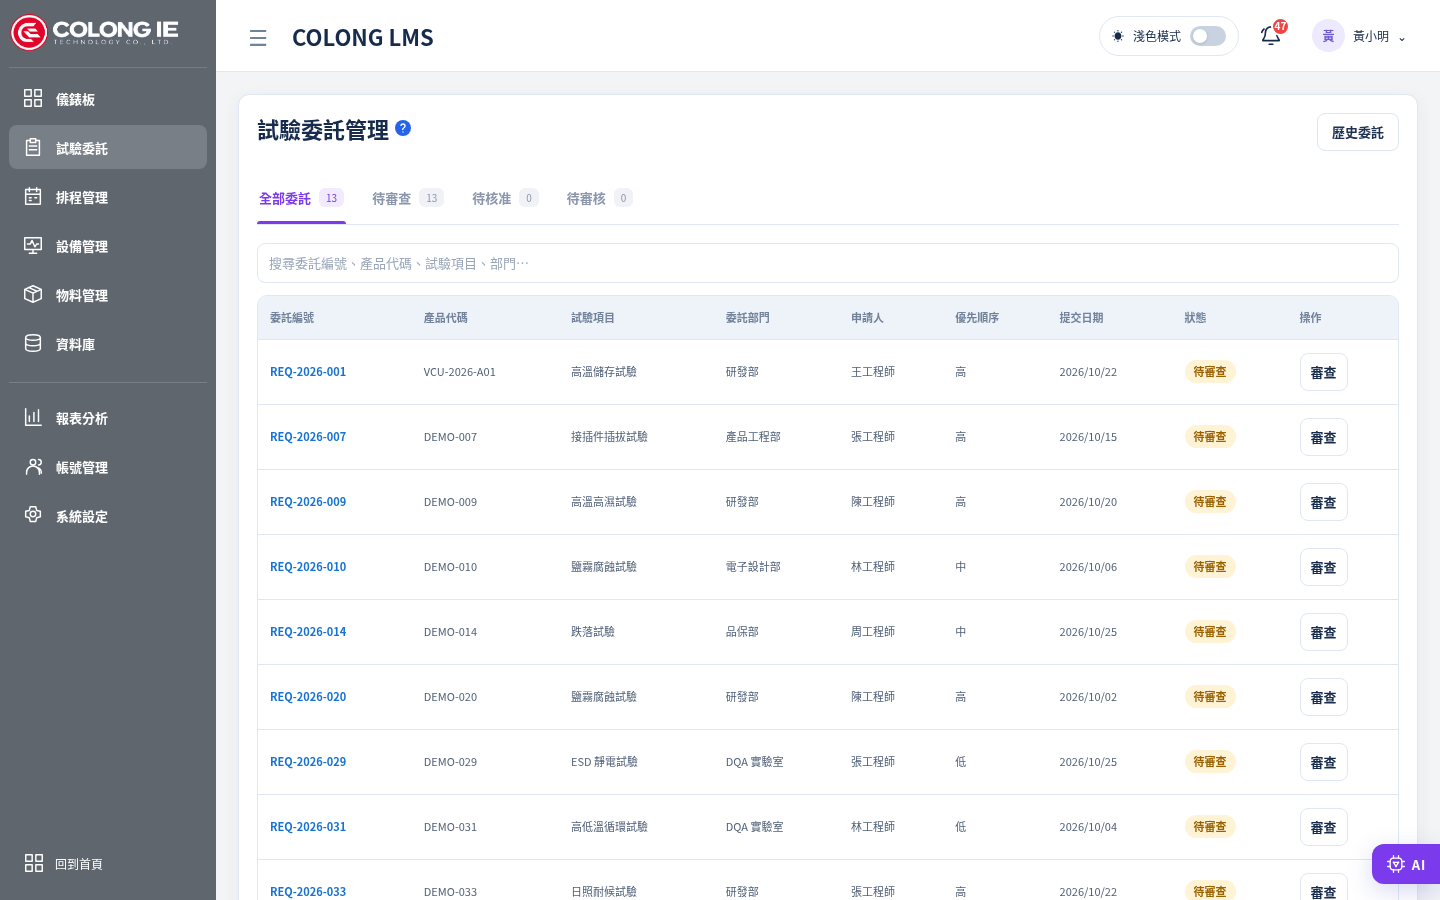 COLONG IE
TECHNOLOGY CO., LTD.
儀錶板
試驗委託
排程管理
設備管理
物料管理
資料庫
報表分析
帳號管理
系統設定
回到首頁
COLONG LMS
淺色模式
47
黃
黃小明
試驗委託管理 ?
歷史委託
全部委託 13 待審查 13 待核准 0 待審核 0
搜尋委託編號、產品代碼、試驗項目、部門…
委託編號 產品代碼 試驗項目 委託部門 申請人 優先順序 提交日期 狀態 操作
REQ-2026-001 VCU-2026-A01 高溫儲存試驗 研發部 王工程師 高 2026/10/22 待審查 審查
REQ-2026-007 DEMO-007 接插件插拔試驗 產品工程部 張工程師 高 2026/10/15 待審查 審查
REQ-2026-009 DEMO-009 高溫高濕試驗 研發部 陳工程師 高 2026/10/20 待審查 審查
REQ-2026-010 DEMO-010 鹽霧腐蝕試驗 電子設計部 林工程師 中 2026/10/06 待審查 審查
REQ-2026-014 DEMO-014 跌落試驗 品保部 周工程師 中 2026/10/25 待審查 審查
REQ-2026-020 DEMO-020 鹽霧腐蝕試驗 研發部 陳工程師 高 2026/10/02 待審查 審查
REQ-2026-029 DEMO-029 ESD 靜電試驗 DQA 實驗室 張工程師 低 2026/10/25 待審查 審查
REQ-2026-031 DEMO-031 高低溫循環試驗 DQA 實驗室 林工程師 低 2026/10/04 待審查 審查
REQ-2026-033 DEMO-033 日照耐候試驗 研發部 張工程師 高 2026/10/22 待審查 審查
AI